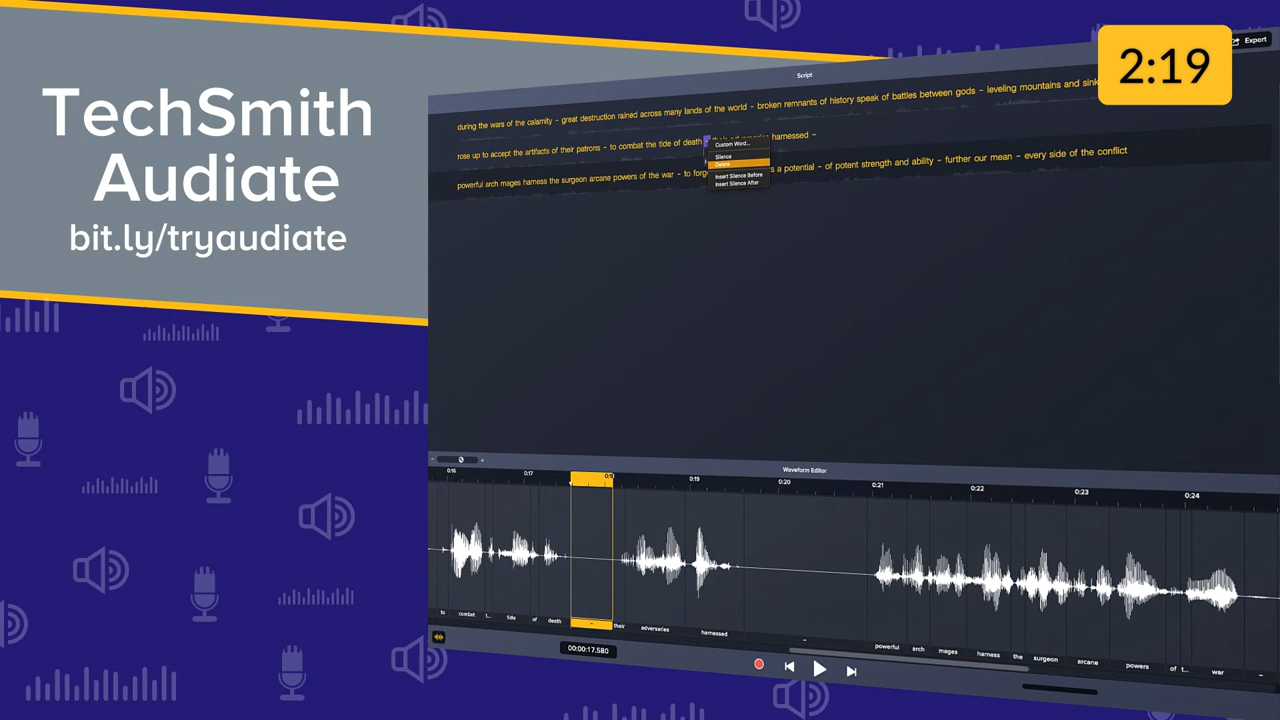 TechSmith
Audiate
bit.ly/tryaudiate
2:19
Export
Script
during the wars of the calamity - great destruction rained across many lands of the world - broken remnants of history speak of battles between gods - leveling mountains and sink
rose up to accept the artifacts of their patrons - to combat the tide of death - their adversaries harnessed -
powerful arch mages harness the surgeon arcane powers of the war - to forg s a potential - of potent strength and ability - further our mean - every side of the conflict
Custom Word...
Silence
Delete
Insert Silence Before
Insert Silence After
Waveform Editor
0:16 0:17 0:18 0:19 0:20 0:21 0:22 0:23 0:24
to combat t... tide of death - their adversaries harnessed - powerful arch mages harness the surgeon arcane powers of t... war -
00:00:17.580